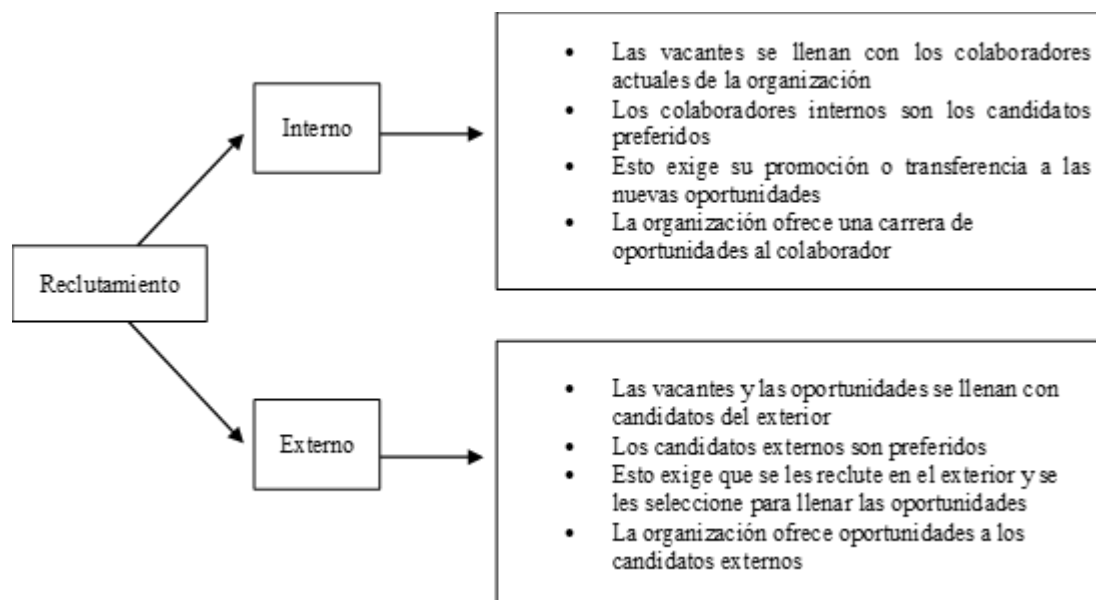 Reclutamiento
Interno
• Las vacantes se llenan con los colaboradores
actuales de la organización
• Los colaboradores internos son los candidatos
preferidos
• Esto exige su promoción o transferencia a las
nuevas oportunidades
• La organización ofrece una carrera de
oportunidades al colaborador
Externo
• Las vacantes y las oportunidades se llenan con
candidatos del exterior
• Los candidatos externos son preferidos
• Esto exige que se les reclute en el exterior y se
les seleccione para llenar las oportunidades
• La organización ofrece oportunidades a los
candidatos externos